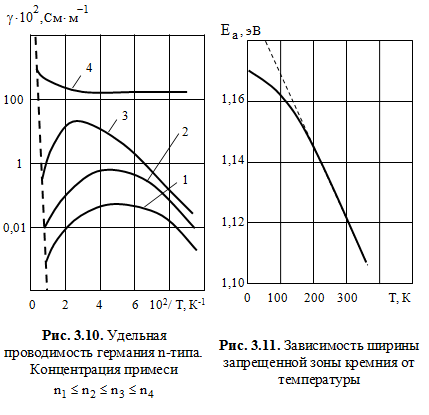 γ·10², См·м⁻¹
4
100
3
2
1
1
0,01
0 2 4 6 10²/ T, К⁻¹
Рис. 3.10. Удельная
проводимость германия n-типа.
Концентрация примеси
n₁ ≤ n₂ ≤ n₃ ≤ n₄
Eₐ, эВ
1,16
1,14
1,12
1,10
0 100 200 300 Т, К
Рис. 3.11. Зависимость ширины
запрещенной зоны кремния от
температуры